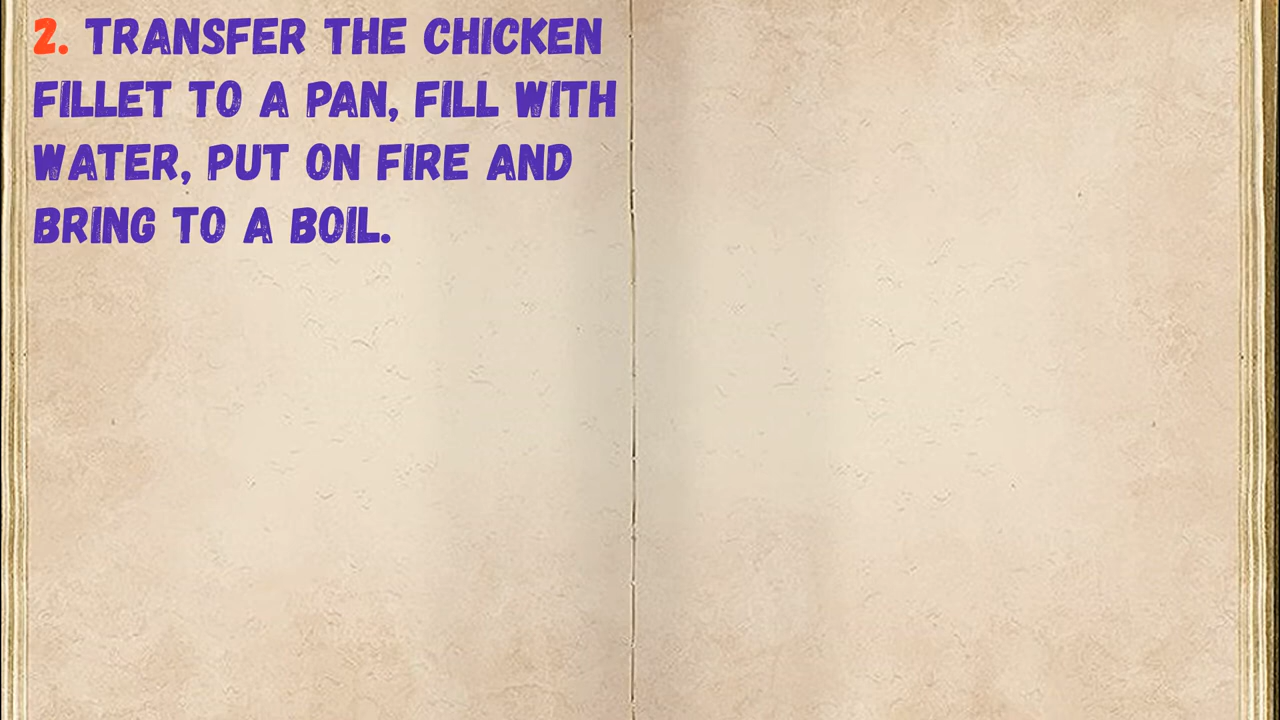 2. TRANSFER THE CHICKEN
FILLET TO A PAN, FILL WITH
WATER, PUT ON FIRE AND
BRING TO A BOIL.